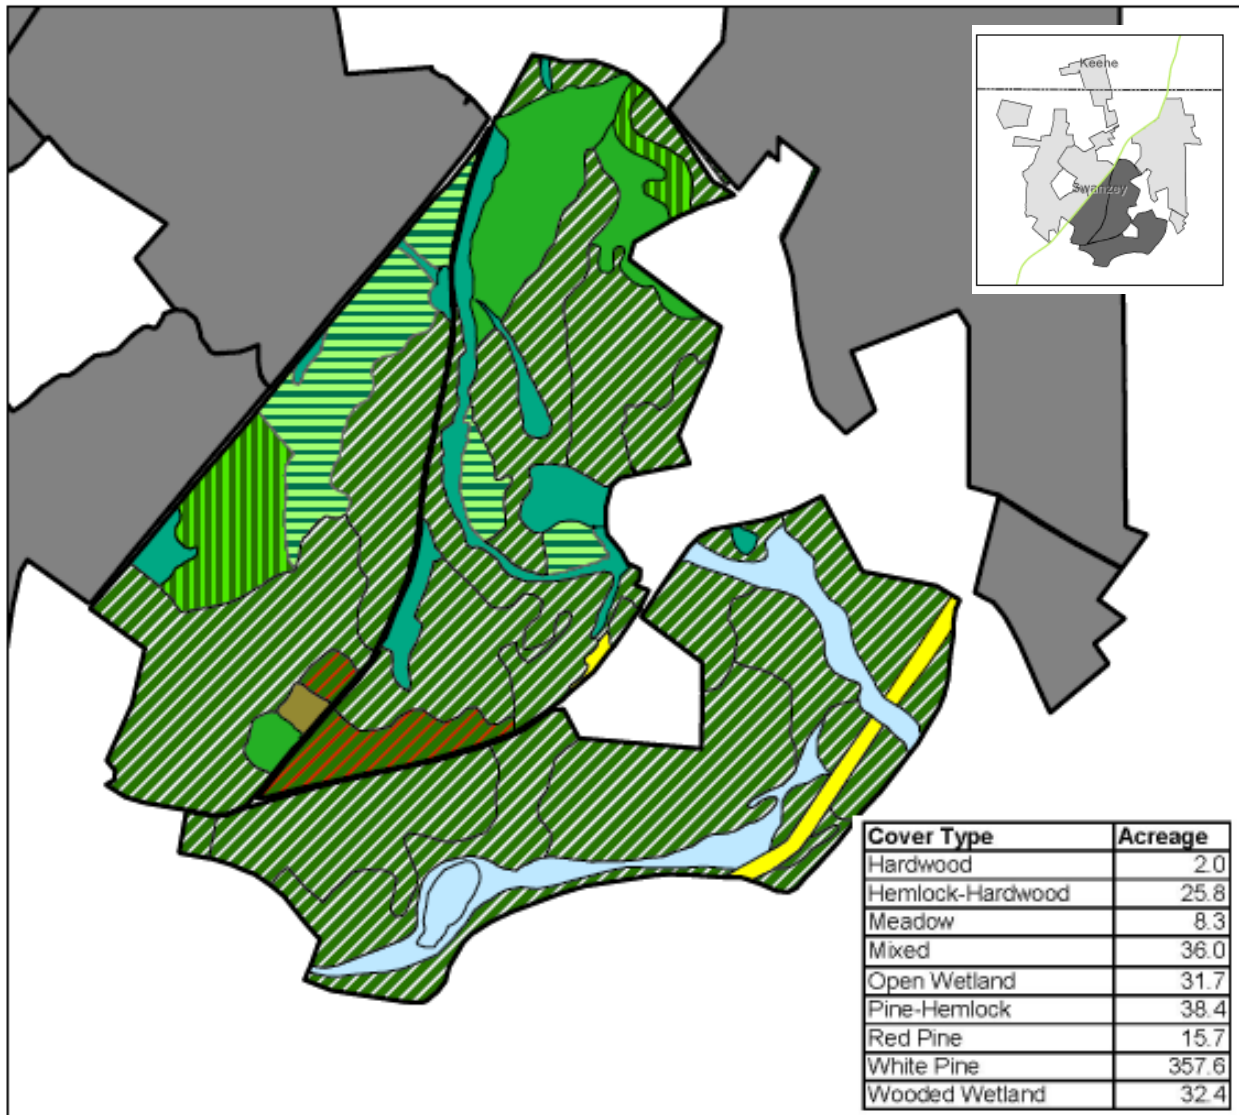 Keene
Swanzey
Cover Type Acreage
Hardwood 2.0
Hemlock-Hardwood 25.8
Meadow 8.3
Mixed 36.0
Open Wetland 31.7
Pine-Hemlock 38.4
Red Pine 15.7
White Pine 357.6
Wooded Wetland 32.4